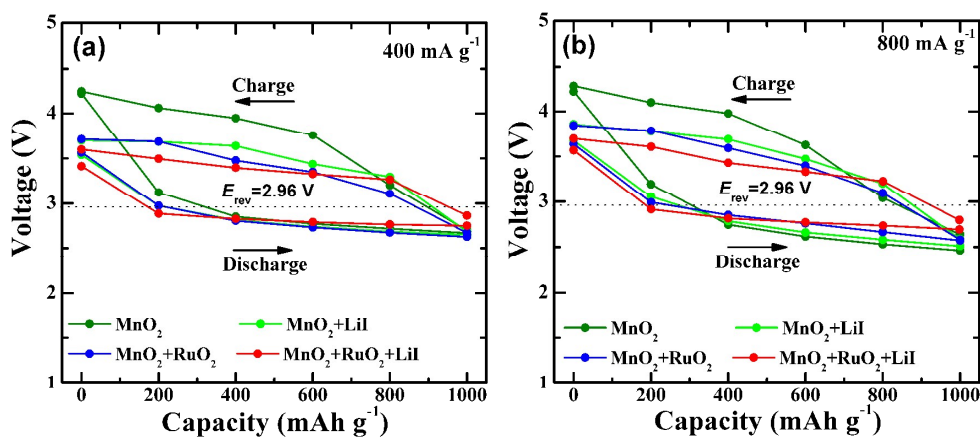 (a)
400 mA g⁻¹
Charge
E_rev=2.96 V
Discharge
MnO₂
MnO₂+LiI
MnO₂+RuO₂
MnO₂+RuO₂+LiI
Voltage (V)
5
4
3
2
1
0 200 400 600 800 1000
Capacity (mAh g⁻¹)
(b)
800 mA g⁻¹
Charge
E_rev=2.96 V
Discharge
MnO₂
MnO₂+LiI
MnO₂+RuO₂
MnO₂+RuO₂+LiI
Voltage (V)
5
4
3
2
1
0 200 400 600 800 1000
Capacity (mAh g⁻¹)